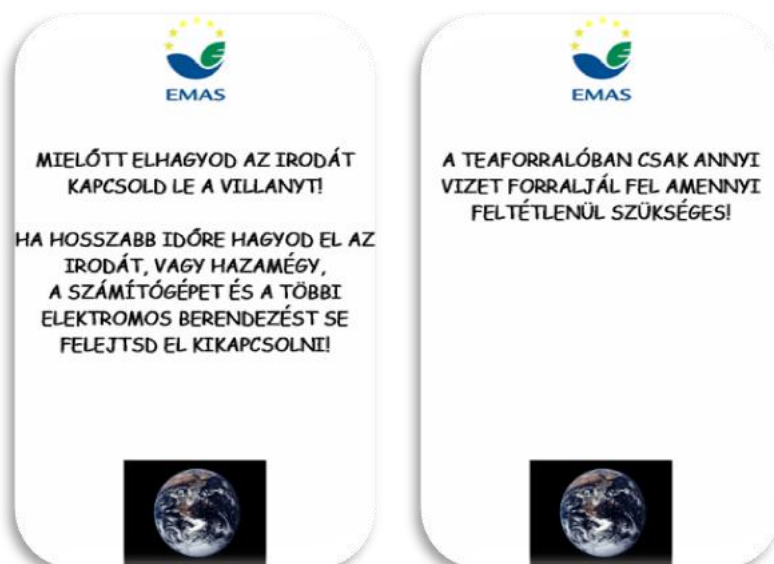 EMAS
MIELŐTT ELHAGYOD AZ IRODÁT
KAPCSOLD LE A VILLANYT!
HA HOSSZABB IDŐRE HAGYOD EL AZ
IRODÁT, VAGY HAZAMÉGY,
A SZÁMÍTÓGÉPET ÉS A TÖBBI
ELEKTROMOS BERENDEZÉST SE
FELEJTSD EL KIKAPCSOLNI!
EMAS
A TEAFORRALÓBAN CSAK ANNYI
VIZET FORRALJÁL FEL AMENNYI
FELTÉTLENÜL SZÜKSÉGES!